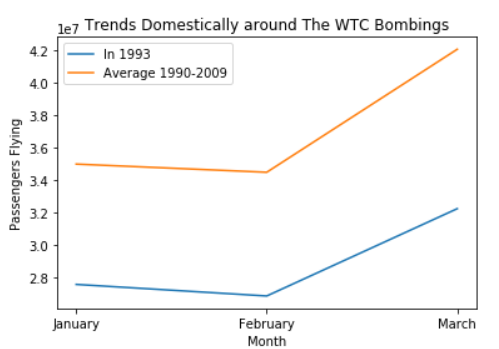 Trends Domestically around The WTC Bombings
1e7
In 1993
Average 1990-2009
4.2
4.0
3.8
3.6
3.4
3.2
3.0
2.8
Passengers Flying
January February March
Month